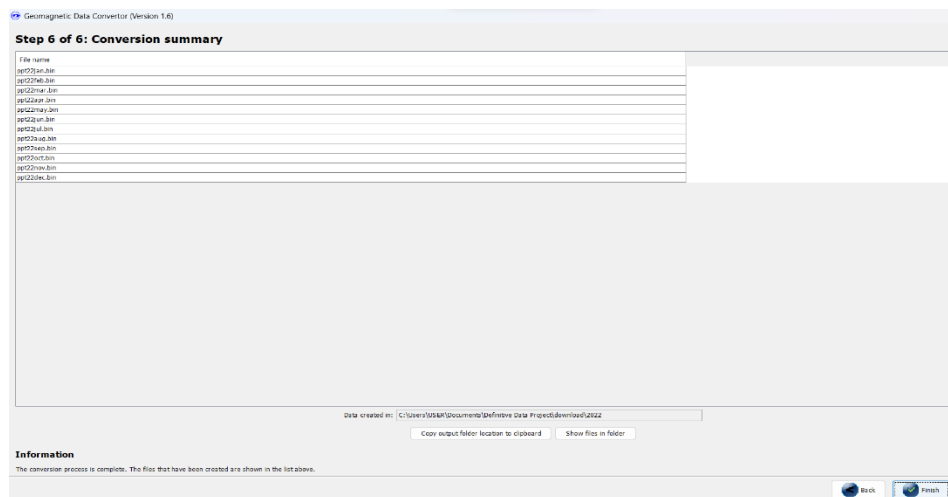 Geomagnetic Data Convertor (Version 1.6)
Step 6 of 6: Conversion summary
File name
ppt22jan.bin
ppt22feb.bin
ppt22mar.bin
ppt22apr.bin
ppt22may.bin
ppt22jun.bin
ppt22jul.bin
ppt22aug.bin
ppt22sep.bin
ppt22oct.bin
ppt22nov.bin
ppt22dec.bin
Data created in: C:\Users\USER\Documents\Definitive Data Project\download\2022
Copy output folder location to clipboard Show files in folder
Information
The conversion process is complete. The files that have been created are shown in the list above.
Back Finish